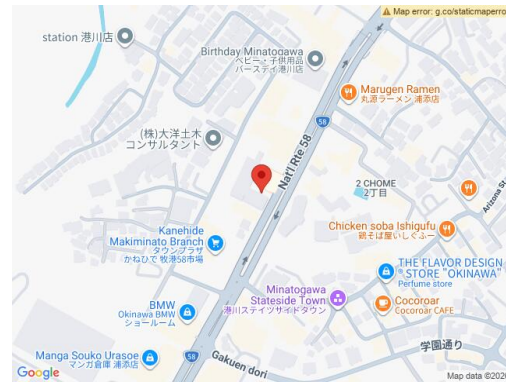 Map error: g.co/staticmaperro
station 港川店
Birthday Minatogawa
ベビー・子供用品
バースデイ港川店
Marugen Ramen
丸源ラーメン 浦添店
58
(株)大洋土木
コンサルタント
Nat'l Rte 58
2 CHOME
2丁目
Arizona St
Kanehide
Makiminato Branch
タウンプラザ
かねひで 牧港58市場
Chicken soba Ishigufu
鶏そば屋いしぐふー
THE FLAVOR DESIGN
® STORE "OKINAWA"
Perfume store
Minatogawa
Stateside Town
港川ステイツサイドタウン
Cocoroar
Cocoroar CAFE
BMW
Okinawa BMW
ショールーム
学園通り
Manga Souko Urasoe
マンガ倉庫 浦添店
58
Gakuen dori
Google
Map data ©2026